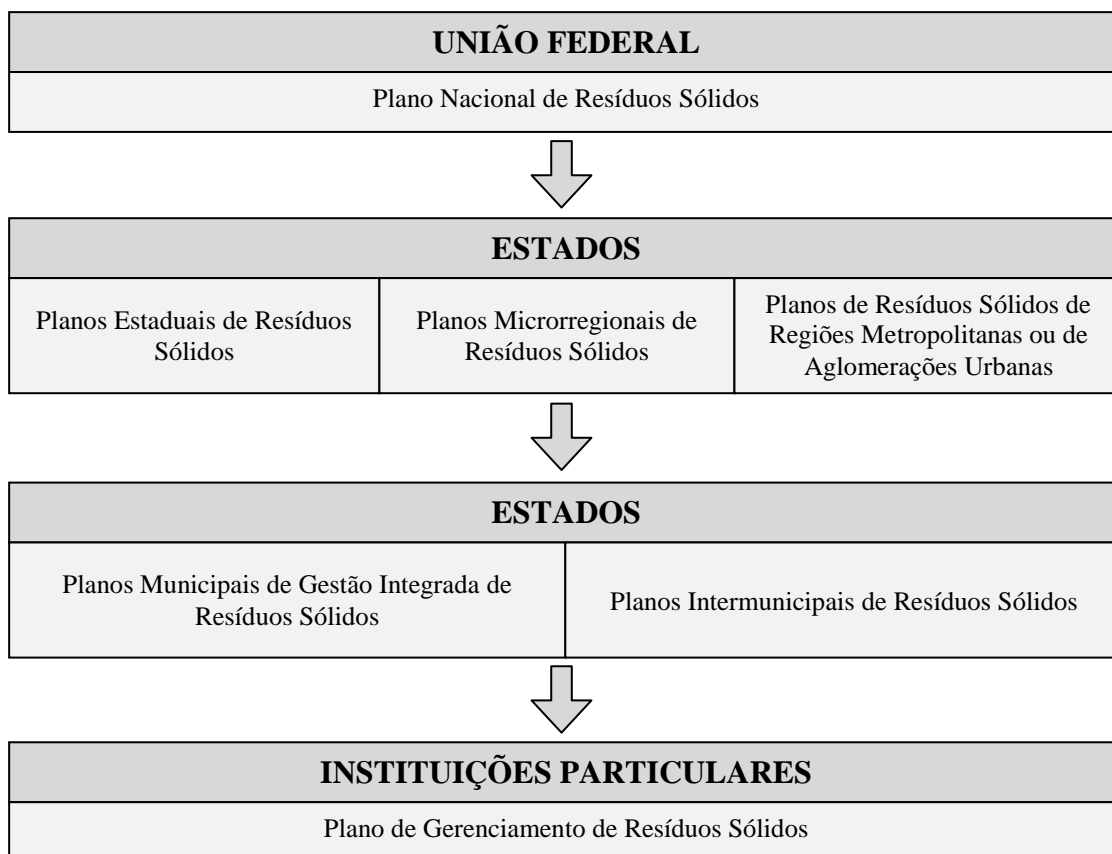 UNIÃO FEDERAL
Plano Nacional de Resíduos Sólidos
ESTADOS
Planos Estaduais de Resíduos
Sólidos
Planos Microrregionais de
Resíduos Sólidos
Planos de Resíduos Sólidos de
Regiões Metropolitanas ou de
Aglomerações Urbanas
ESTADOS
Planos Municipais de Gestão Integrada de
Resíduos Sólidos
Planos Intermunicipais de Resíduos Sólidos
INSTITUIÇÕES PARTICULARES
Plano de Gerenciamento de Resíduos Sólidos